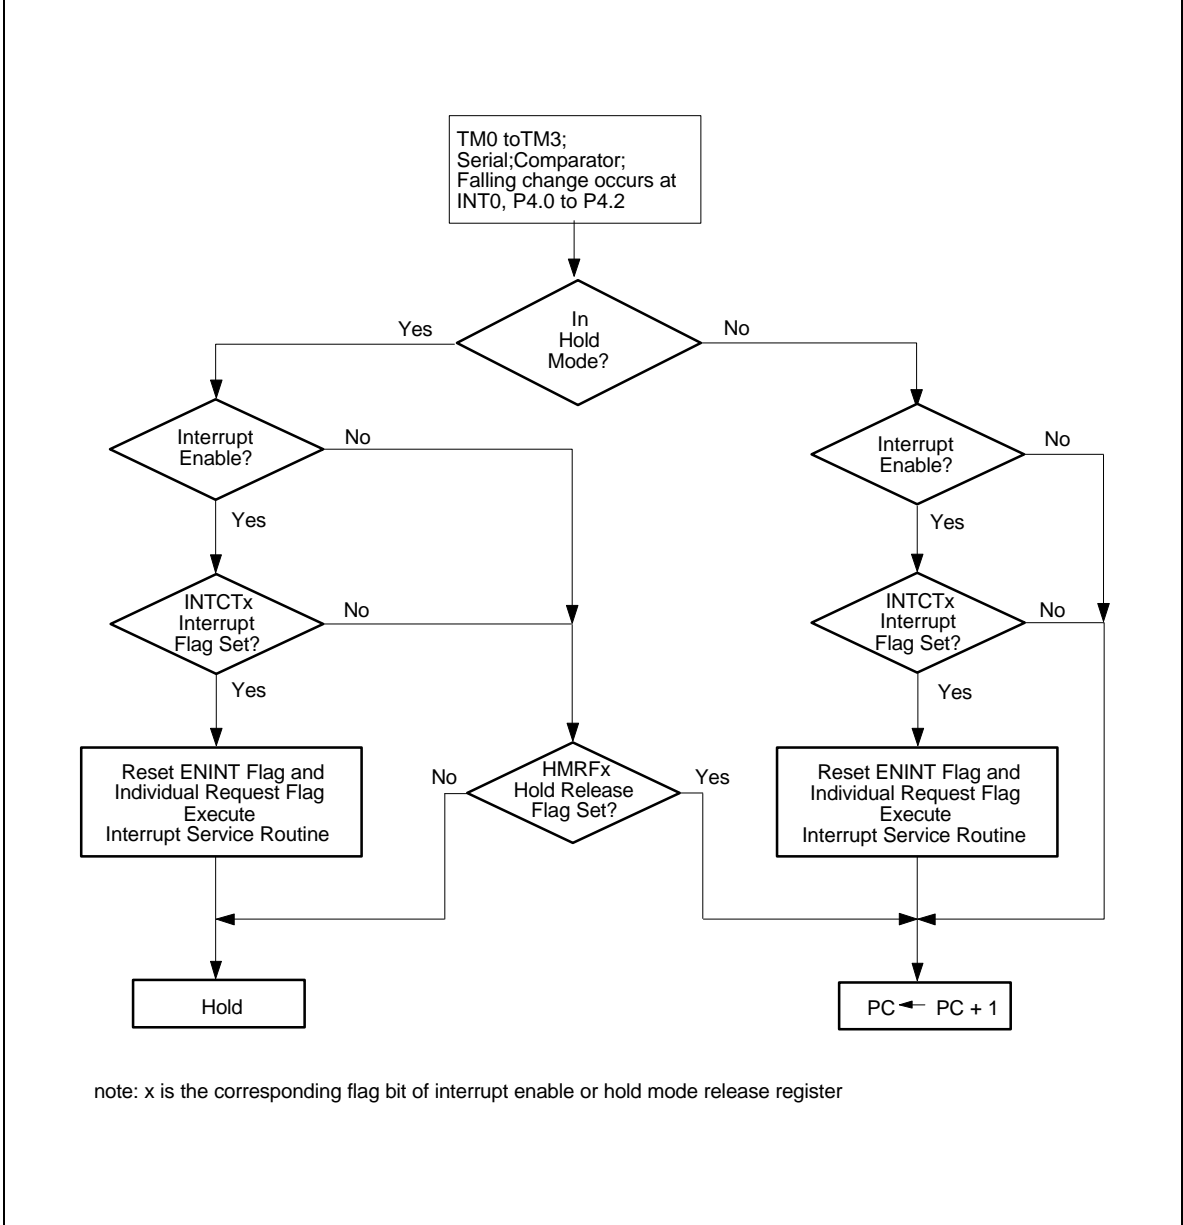 TM0 toTM3;
Serial;Comparator;
Falling change occurs at
INT0, P4.0 to P4.2
In
Hold
Mode?
Yes
No
Interrupt
Enable?
No
Yes
Interrupt
Enable?
No
Yes
INTCTx
Interrupt
Flag Set?
No
Yes
INTCTx
Interrupt
Flag Set?
No
Yes
Reset ENINT Flag and
Individual Request Flag
Execute
Interrupt Service Routine
No
HMRFx
Hold Release
Flag Set?
Yes
Reset ENINT Flag and
Individual Request Flag
Execute
Interrupt Service Routine
Hold
PC ← PC + 1
note: x is the corresponding flag bit of interrupt enable or hold mode release register